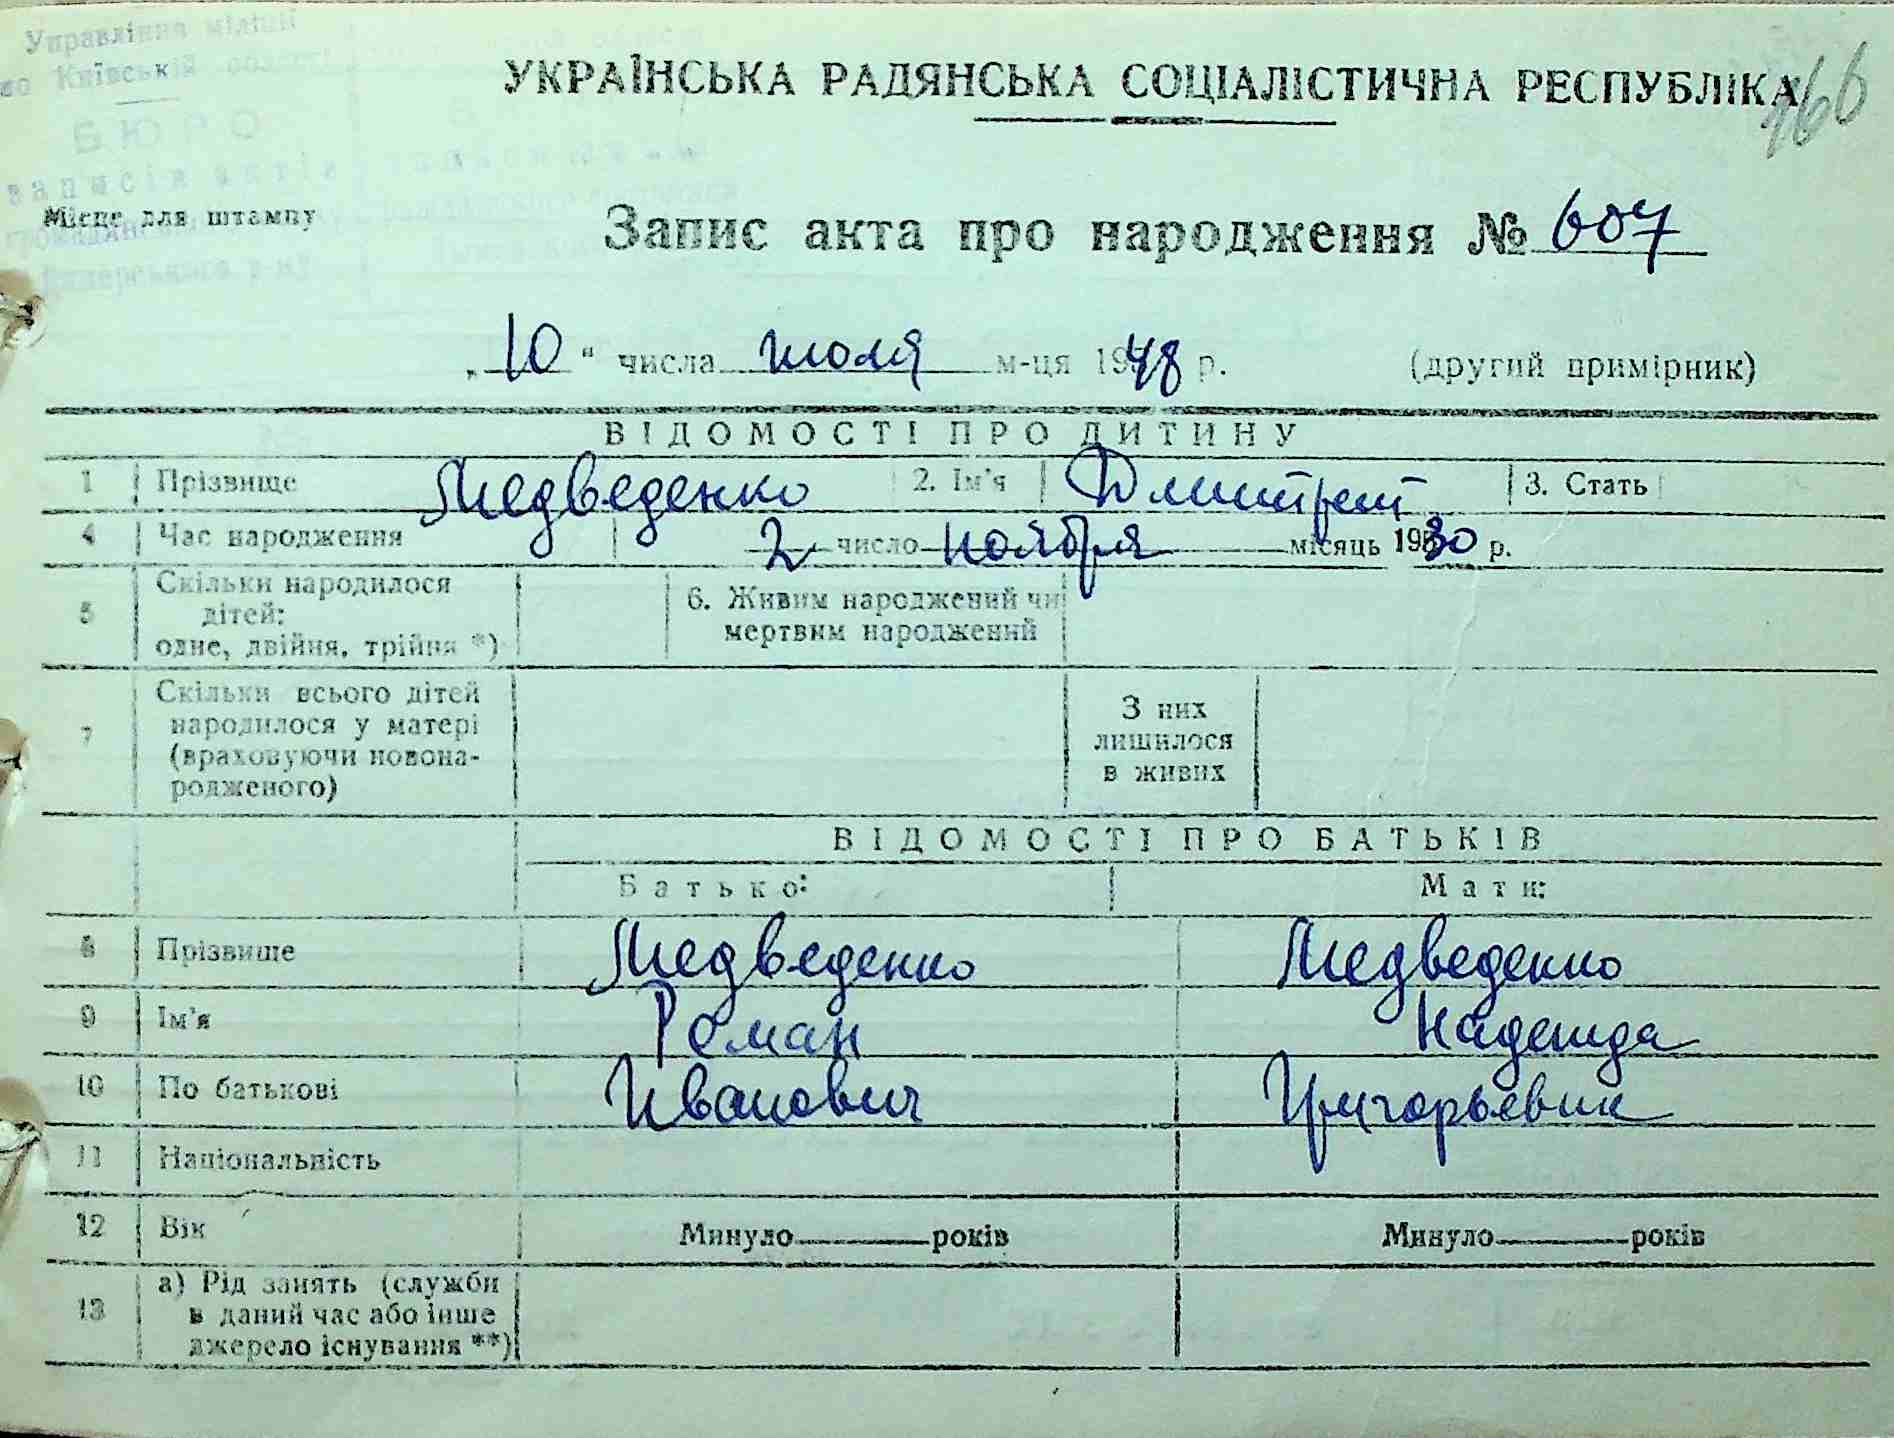 Управління міліції
по Київській області
БЮРО
записів актів
громадянськ
Димерського р-ну
УКРАЇНСЬКА РАДЯНСЬКА СОЦІАЛІСТИЧНА РЕСПУБЛІКА
166
Місце для штампу
Запис акта про народження № 607
„ 10 “ числа июля м-ця 1948 р. (другий примірник)
ВІДОМОСТІ ПРО ДИТИНУ
1 Прізвище Медведенко 2. Ім'я Дмитрий 3. Стать
4 Час народження 2 число ноября місяць 1930 р.
5 Скільки народилося
дітей:
одне, двійня, трійня *)
6. Живим народжений чи
мертвим народжений
7 Скільки всього дітей
народилося у матері
(враховуючи новона-
родженого)
З них
лишилося
в живих
ВІДОМОСТІ ПРО БАТЬКІВ
Батько: Мати:
8 Прізвище Медведенко Медведенко
9 Ім'я Роман Надежда
10 По батькові Иванович Григорьевна
11 Національність
12 Вік Минуло років Минуло років
13 а) Рід занять (служби
в даний час або інше
джерело існування **)